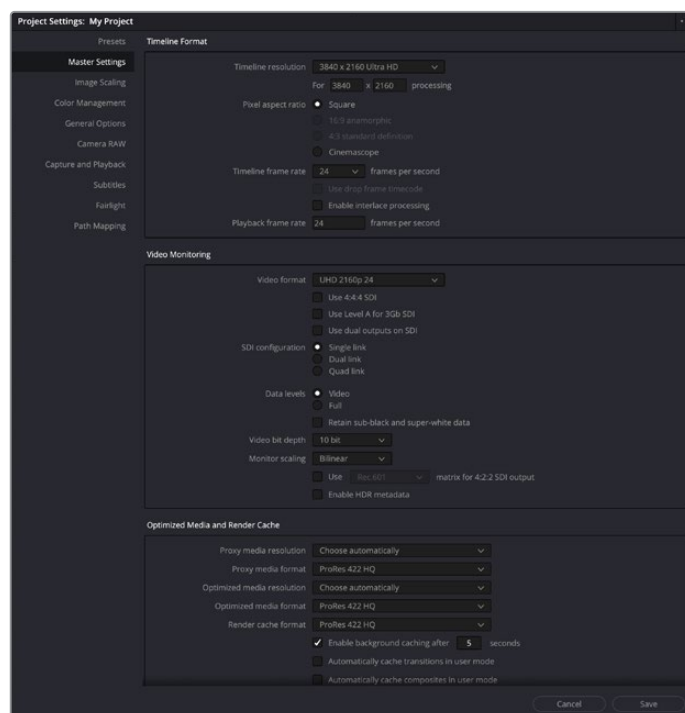 Project Settings: My Project
Presets
Master Settings
Image Scaling
Color Management
General Options
Camera RAW
Capture and Playback
Subtitles
Fairlight
Path Mapping
Timeline Format
Timeline resolution 3840 x 2160 Ultra HD
For 3840 x 2160 processing
Pixel aspect ratio Square
16:9 anamorphic
4:3 standard definition
Cinemascope
Timeline frame rate 24 frames per second
Use drop frame timecode
Enable interlace processing
Playback frame rate 24 frames per second
Video Monitoring
Video format UHD 2160p 24
Use 4:4:4 SDI
Use Level A for 3Gb SDI
Use dual outputs on SDI
SDI configuration Single link
Dual link
Quad link
Data levels Video
Full
Retain sub-black and super-white data
Video bit depth 10 bit
Monitor scaling Bilinear
Use Rec.601 matrix for 4:2:2 SDI output
Enable HDR metadata
Optimized Media and Render Cache
Proxy media resolution Choose automatically
Proxy media format ProRes 422 HQ
Optimized media resolution Choose automatically
Optimized media format ProRes 422 HQ
Render cache format ProRes 422 HQ
Enable background caching after 5 seconds
Automatically cache transitions in user mode
Automatically cache composites in user mode
Cancel Save